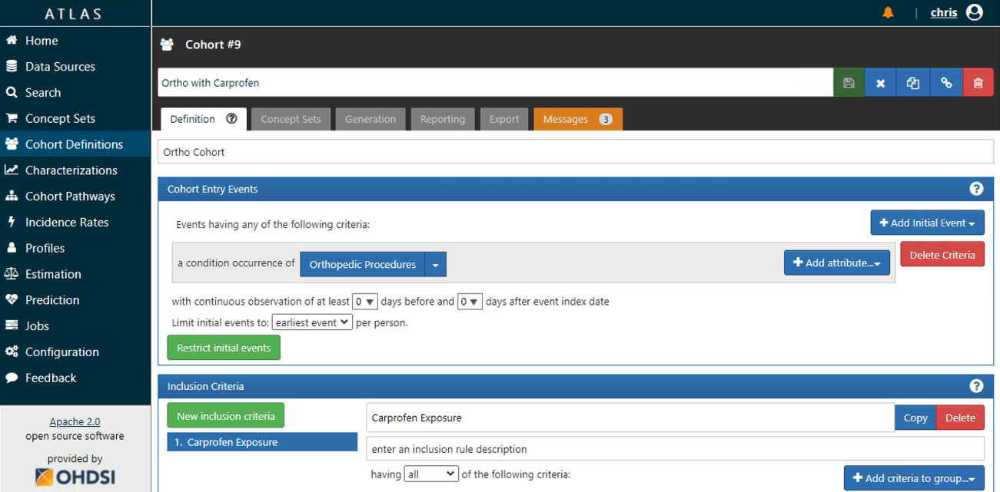 ATLAS
chris
Home
Data Sources
Search
Concept Sets
Cohort Definitions
Characterizations
Cohort Pathways
Incidence Rates
Profiles
Estimation
Prediction
Jobs
Configuration
Feedback
Apache 2.0
open source software
provided by
OHDSI
Cohort #9
Ortho with Carprofen
Definition ? Concept Sets Generation Reporting Export Messages 3
Ortho Cohort
Cohort Entry Events ?
Events having any of the following criteria: + Add Initial Event
a condition occurrence of Orthopedic Procedures + Add attribute... Delete Criteria
with continuous observation of at least 0 days before and 0 days after event index date
Limit initial events to: earliest event per person.
Restrict initial events
Inclusion Criteria ?
New inclusion criteria
1. Carprofen Exposure
Carprofen Exposure Copy Delete
enter an inclusion rule description
having all of the following criteria: + Add criteria to group...